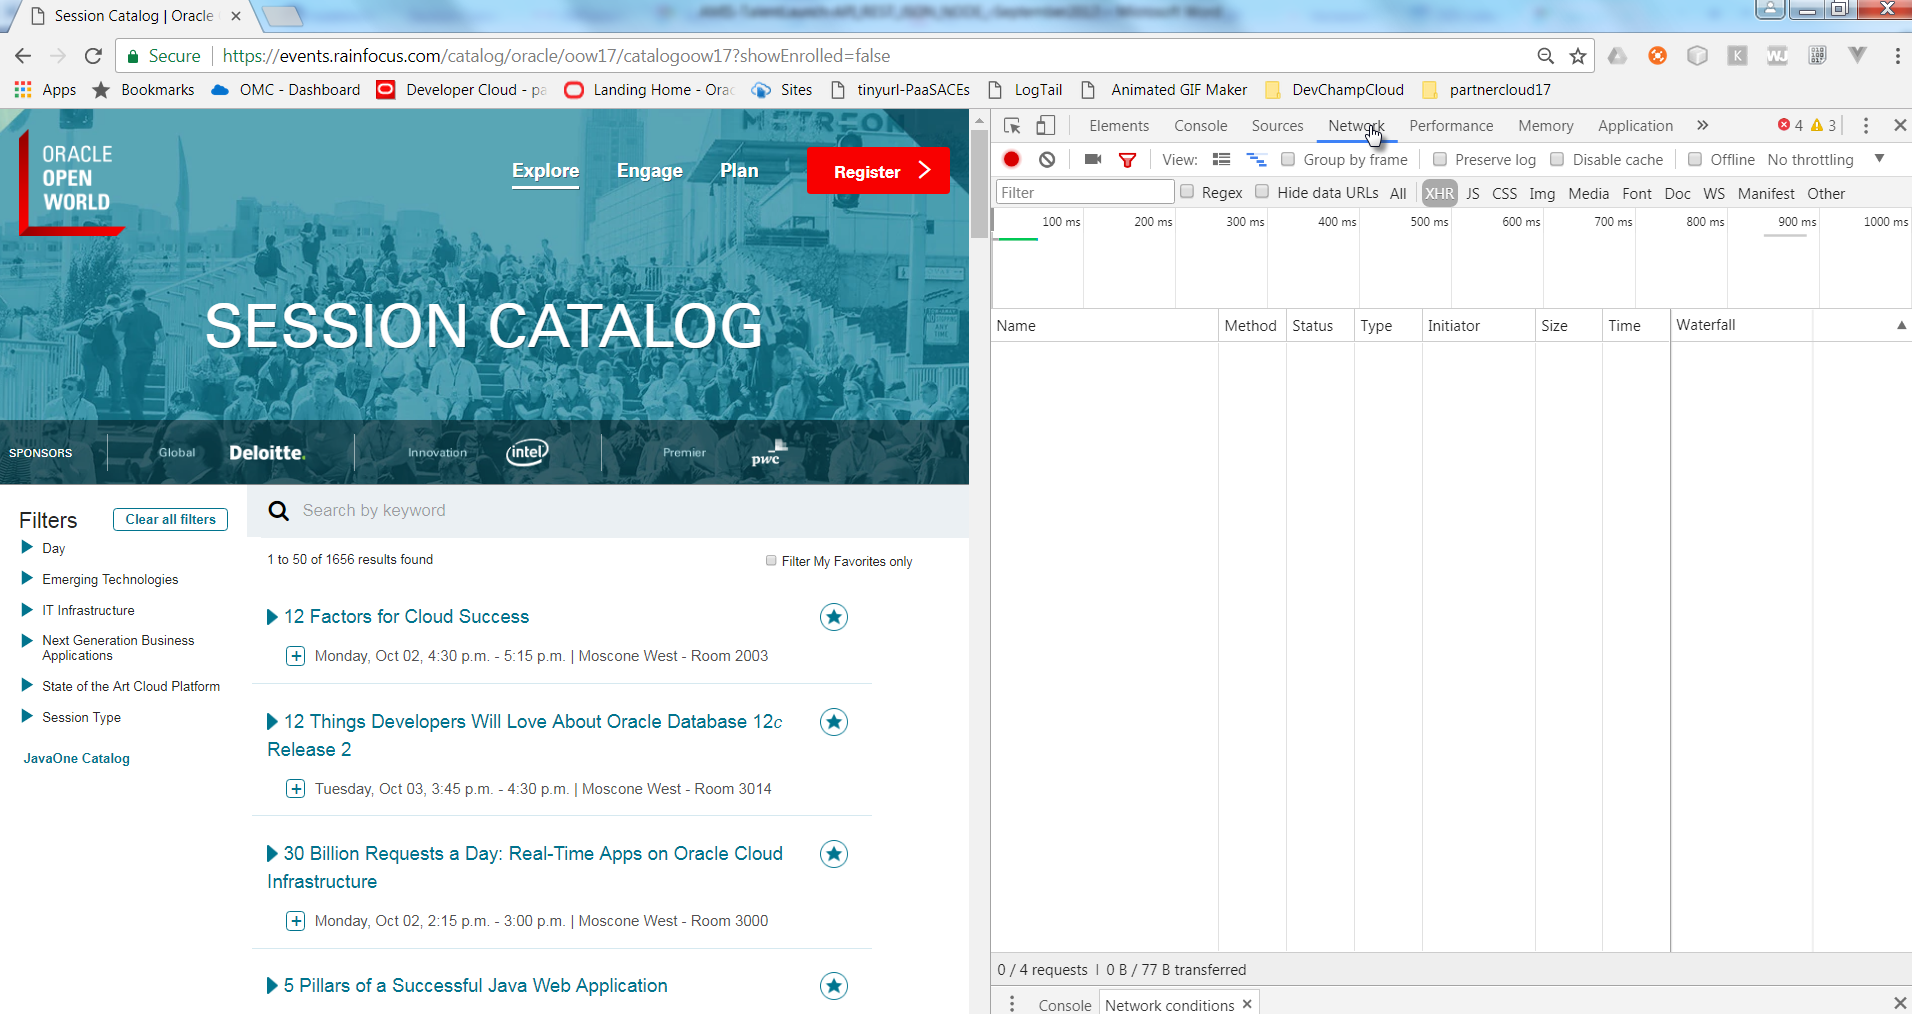 Session Catalog | Oracle
Secure
https://events.rainfocus.com/catalog/oracle/oow17/catalogoow17?showEnrolled=false
Apps Bookmarks OMC - Dashboard Developer Cloud - pa Landing Home - Orac Sites tinyurl-PaaSACEs LogTail Animated GIF Maker DevChampCloud partnercloud17
ORACLE
OPEN
WORLD
Explore Engage Plan Register
METREON
SESSION CATALOG
SPONSORS Global Deloitte. Innovation intel Premier pwc
Filters Clear all filters
Day
Emerging Technologies
IT Infrastructure
Next Generation Business
Applications
State of the Art Cloud Platform
Session Type
JavaOne Catalog
Search by keyword
1 to 50 of 1656 results found Filter My Favorites only
12 Factors for Cloud Success
Monday, Oct 02, 4:30 p.m. - 5:15 p.m. | Moscone West - Room 2003
12 Things Developers Will Love About Oracle Database 12c
Release 2
Tuesday, Oct 03, 3:45 p.m. - 4:30 p.m. | Moscone West - Room 3014
30 Billion Requests a Day: Real-Time Apps on Oracle Cloud
Infrastructure
Monday, Oct 02, 2:15 p.m. - 3:00 p.m. | Moscone West - Room 3000
5 Pillars of a Successful Java Web Application
Elements Console Sources Network Performance Memory Application » 4 3
View: Group by frame Preserve log Disable cache Offline No throttling
Filter Regex Hide data URLs All XHR JS CSS Img Media Font Doc WS Manifest Other
100 ms 200 ms 300 ms 400 ms 500 ms 600 ms 700 ms 800 ms 900 ms 1000 ms
Name Method Status Type Initiator Size Time Waterfall
0 / 4 requests | 0 B / 77 B transferred
Console Network conditions